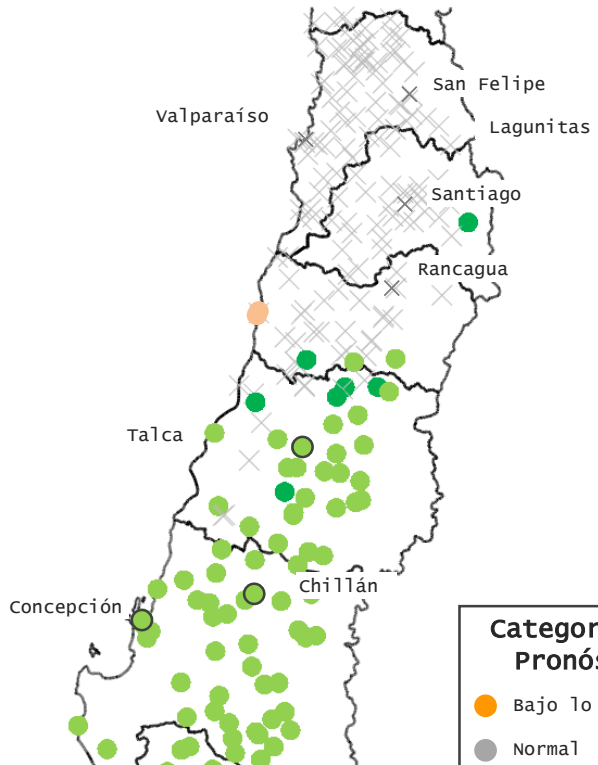 San Felipe
Valparaíso
Lagunitas
Santiago
Rancagua
Talca
Chillán
Concepción
Categor
Pronós
Bajo lo
Normal